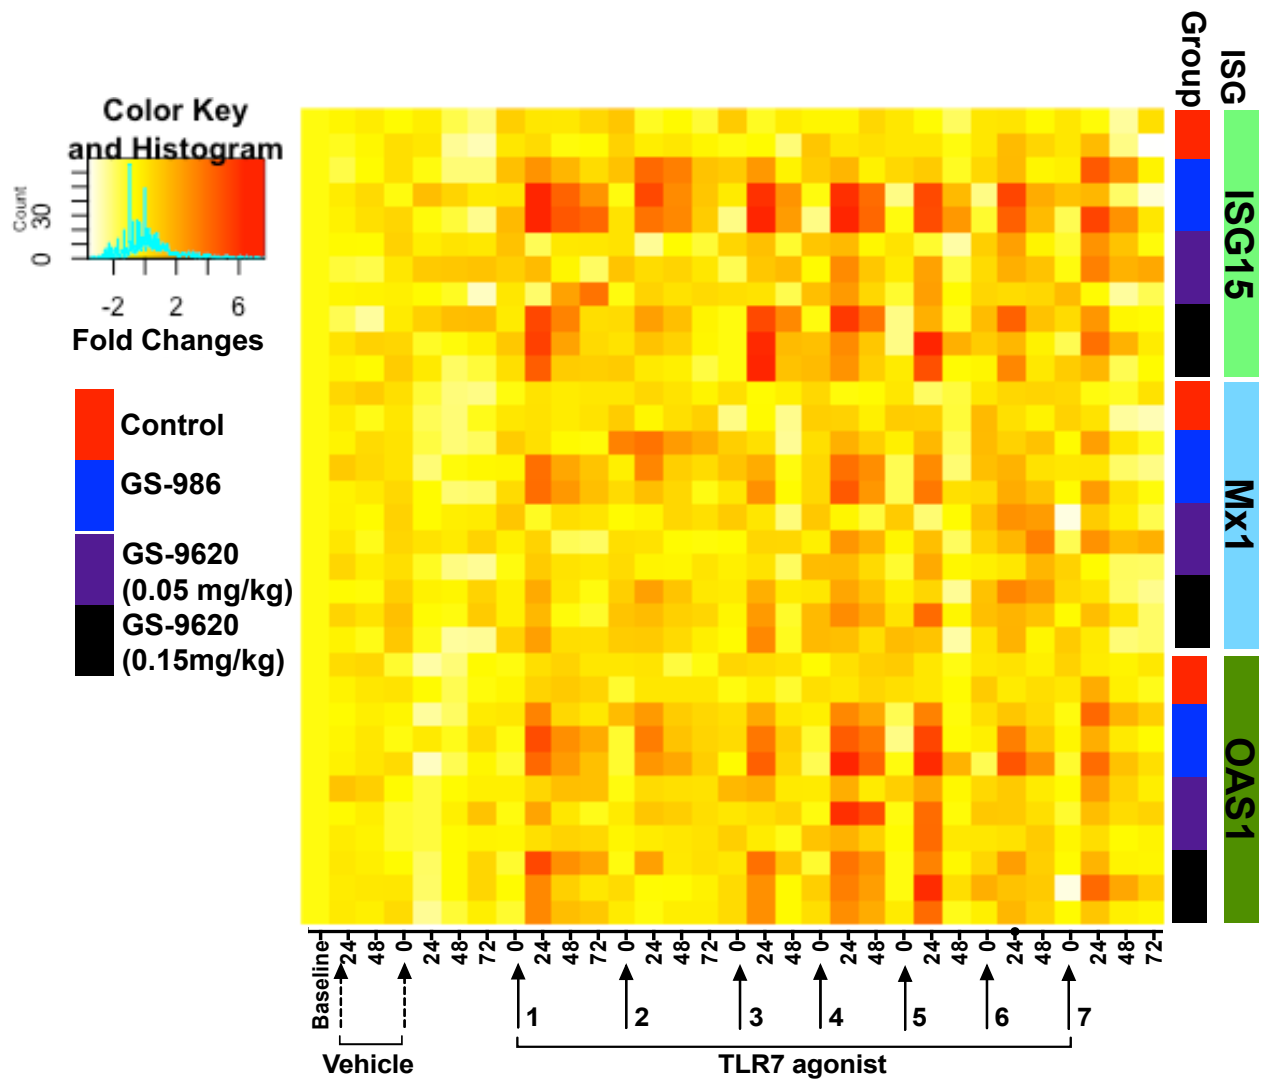 Group
ISG
Color Key
and Histogram
Count
0 30
-2 2 6
Fold Changes
Control
GS-986
GS-9620
(0.05 mg/kg)
GS-9620
(0.15mg/kg)
ISG15
Mx1
OAS1
Baseline 24 48 0 24 48 72 0 24 48 72 0 24 48 72 0 24 48 0 24 48 0 24 48 0 24 48 0 24 48 72
1 2 3 4 5 6 7
Vehicle
TLR7 agonist